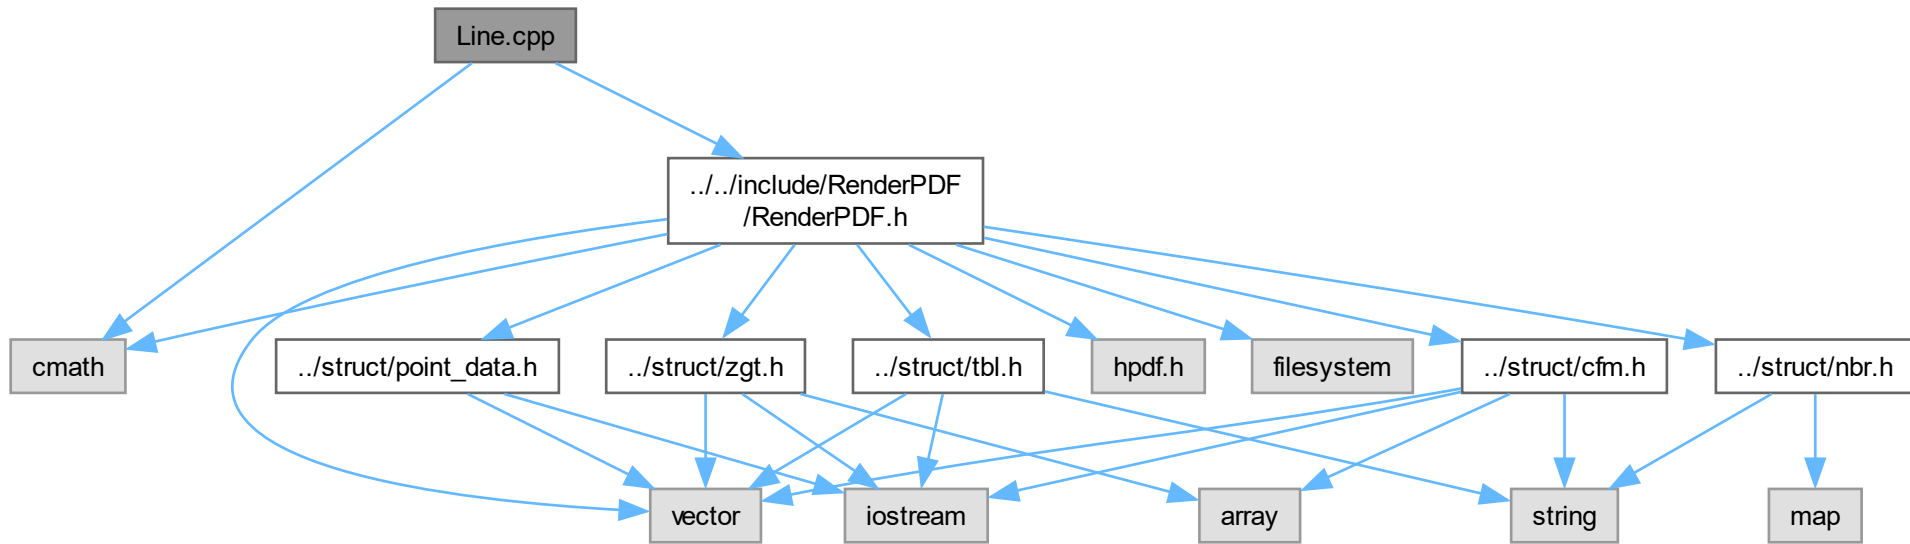 Line.cpp
../../include/RenderPDF
/RenderPDF.h
cmath
../struct/point_data.h
../struct/zgt.h
../struct/tbl.h
hpdf.h
filesystem
../struct/cfm.h
../struct/nbr.h
vector
iostream
array
string
map